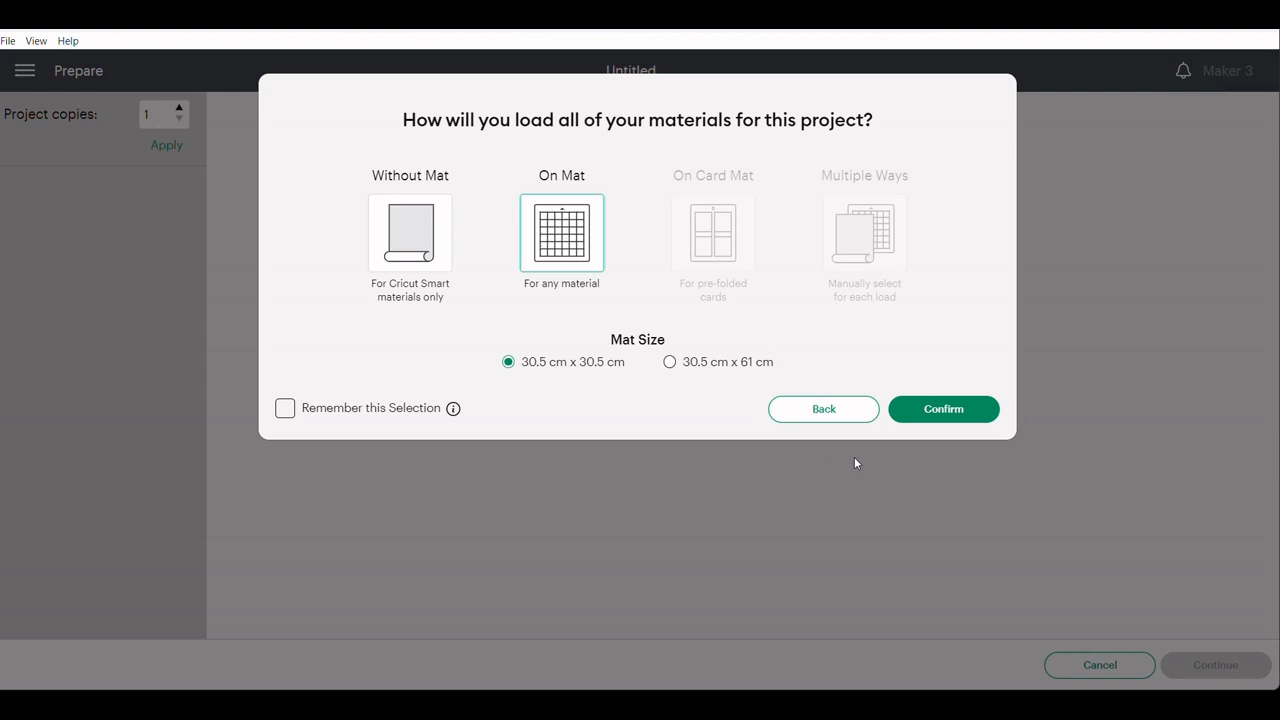 File View Help
Prepare Untitled Maker 3
Project copies: 1
Apply
How will you load all of your materials for this project?
Without Mat
For Cricut Smart
materials only
On Mat
For any material
On Card Mat
For pre-folded
cards
Multiple Ways
Manually select
for each load
Mat Size
30.5 cm x 30.5 cm 30.5 cm x 61 cm
Remember this Selection
Back Confirm
Cancel Continue